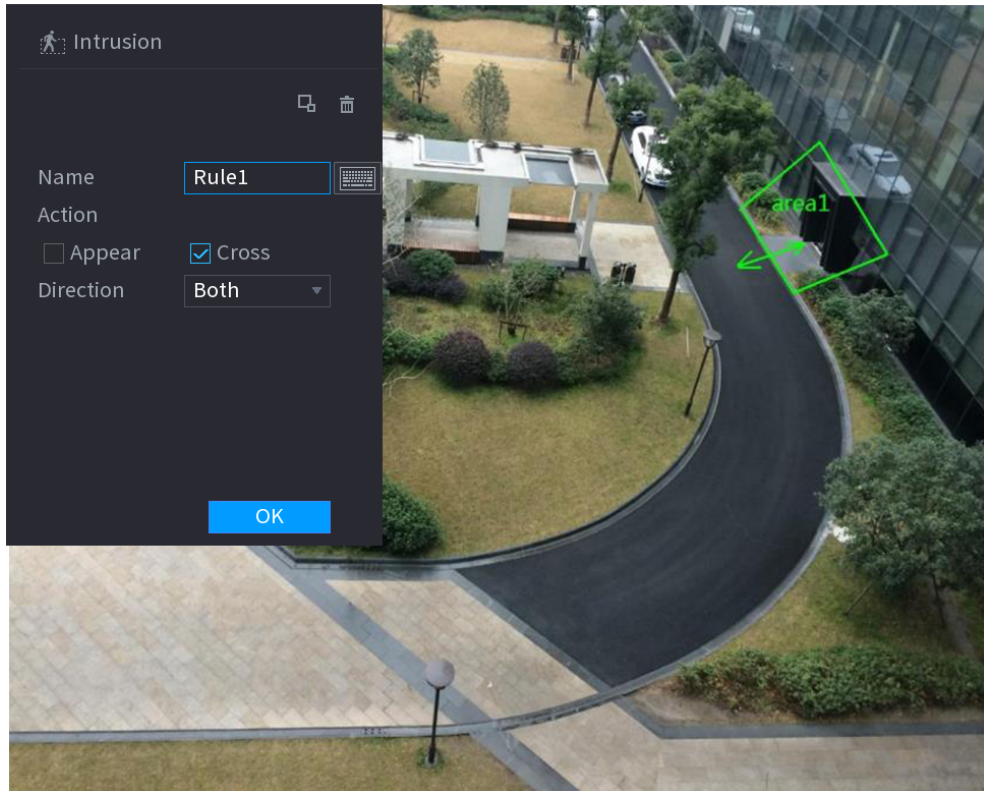 Intrusion
Name Rule1
Action
Appear Cross
Direction Both
OK
area1